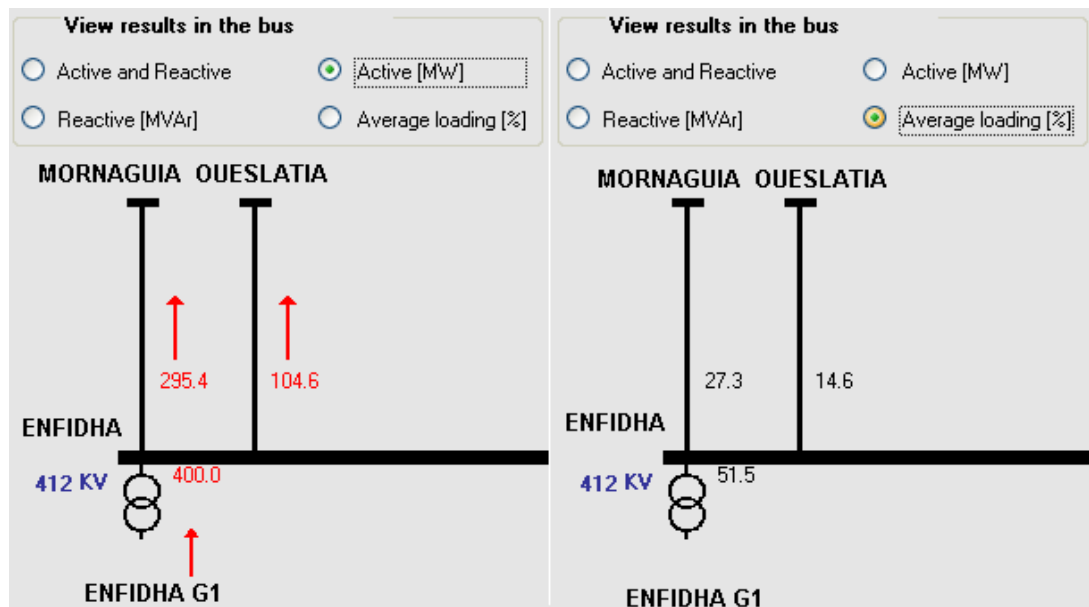 View results in the bus
Active and Reactive
Active [MW]
Reactive [MVAr]
Average loading [%]
MORNAGUIA OUESLATIA
295.4
104.6
ENFIDHA
412 KV
400.0
ENFIDHA G1
View results in the bus
Active and Reactive
Active [MW]
Reactive [MVAr]
Average loading [%]
MORNAGUIA OUESLATIA
27.3
14.6
ENFIDHA
412 KV
51.5
ENFIDHA G1